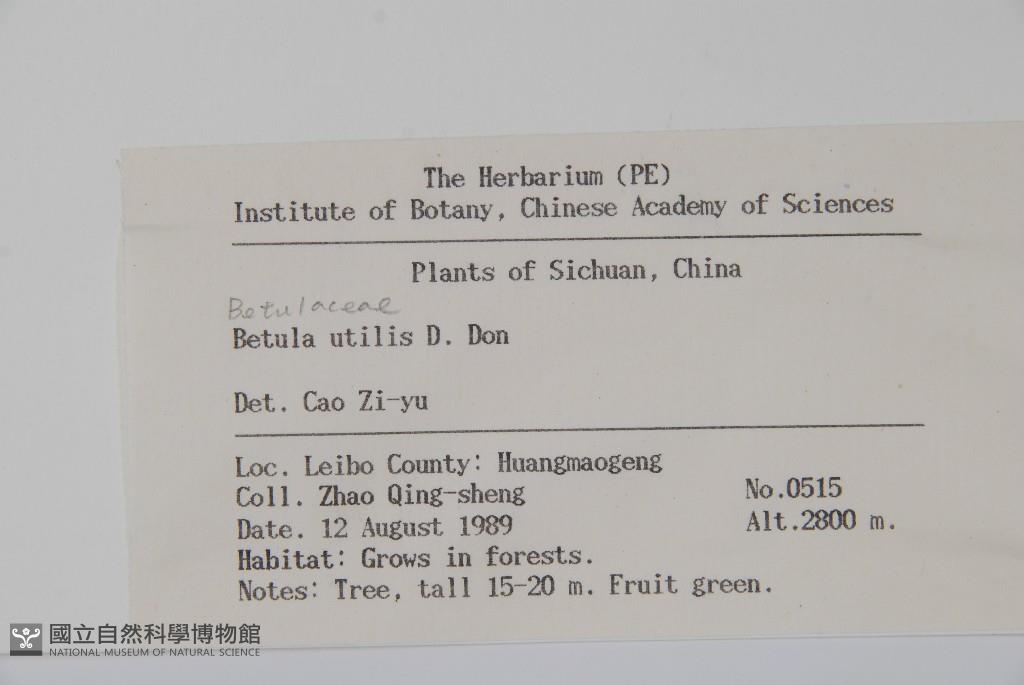 The Herbarium (PE)
Institute of Botany, Chinese Academy of Sciences
Plants of Sichuan, China
Betulaceae
Betula utilis D. Don
Det. Cao Zi-yu
Loc. Leibo County: Huangmaogeng
Coll. Zhao Qing-sheng No.0515
Date. 12 August 1989 Alt.2800 m.
Habitat: Grows in forests.
Notes: Tree, tall 15-20 m. Fruit green.
國立自然科學博物館
NATIONAL MUSEUM OF NATURAL SCIENCE